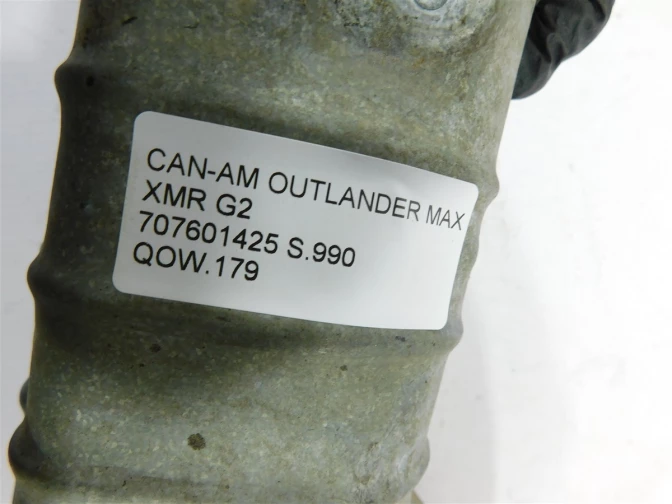 CAN-AM OUTLANDER MAX
XMR G2
707601425 S.990
QOW.179